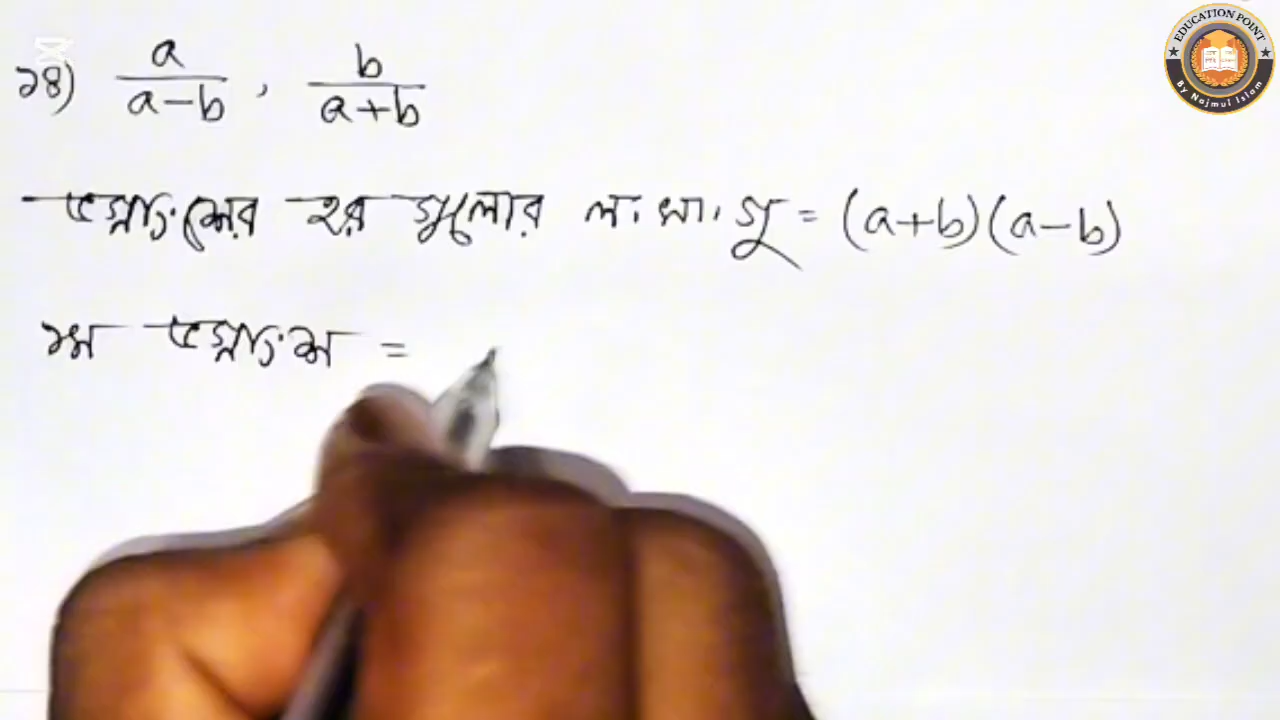 ১৪) a/(a-b) , b/(a+b)
ভগ্নাংশের হর গুলোর ল. সা. গু = (a+b)(a-b)
১ম ভগ্নাংশ =
EDUCATION POINT
By Najmul Islam